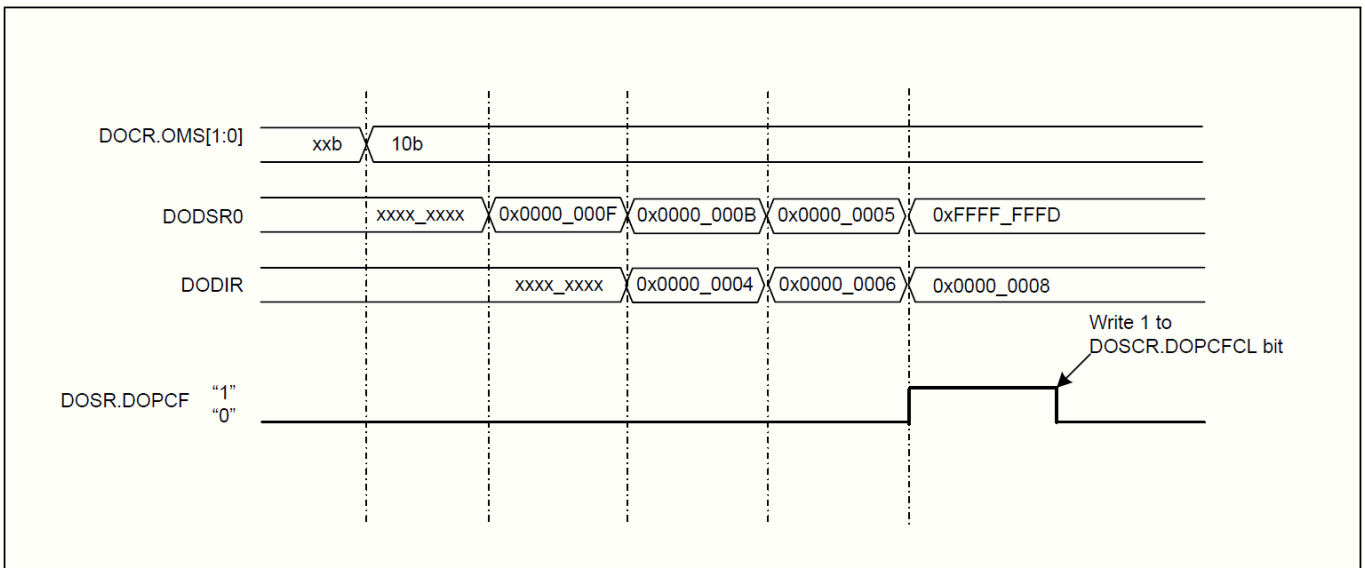 DOCR.OMS[1:0] xxb 10b
DODSR0 xxxx_xxxx 0x0000_000F 0x0000_000B 0x0000_0005 0xFFFF_FFFD
DODIR xxxx_xxxx 0x0000_0004 0x0000_0006 0x0000_0008
Write 1 to
DOSCR.DOPCFCL bit
DOSR.DOPCF “1”
“0”